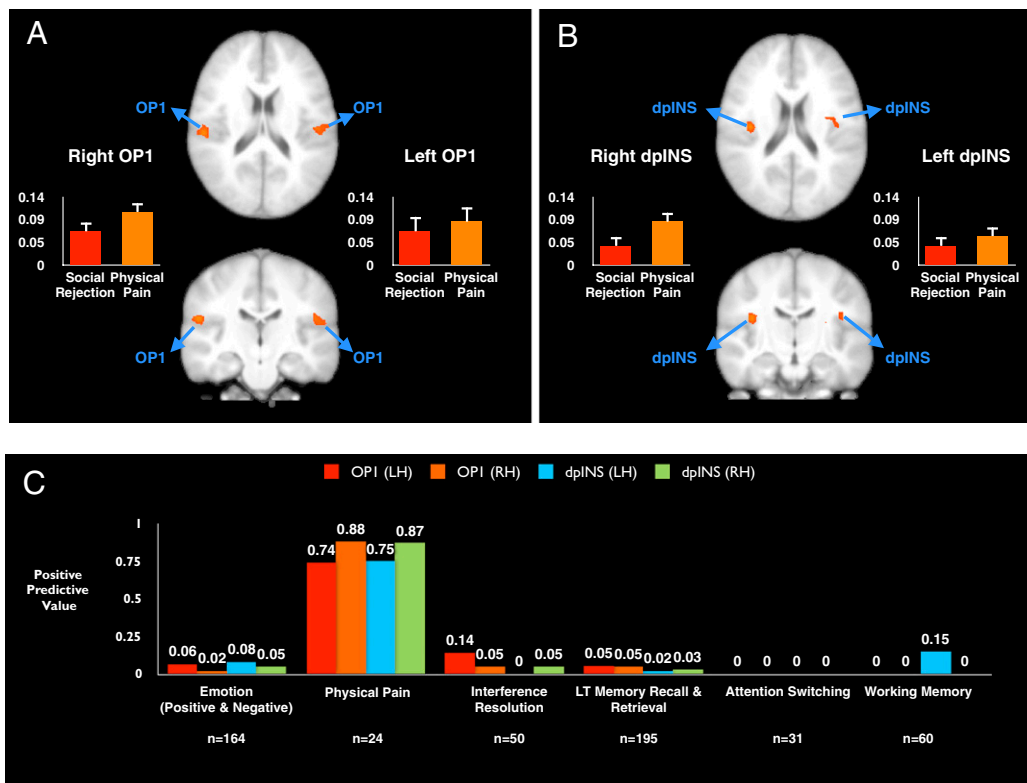 A
OP1
OP1
Right OP1
Left OP1
0.14
0.09
0.05
0
Social Physical
Rejection Pain
0.14
0.09
0.05
0
Social Physical
Rejection Pain
OP1
OP1
B
dpINS
dpINS
Right dpINS
Left dpINS
0.14
0.09
0.05
0
Social Physical
Rejection Pain
0.14
0.09
0.05
0
Social Physical
Rejection Pain
dpINS
dpINS
C
OP1 (LH) OP1 (RH) dpINS (LH) dpINS (RH)
Positive
Predictive
Value
1
0.75
0.5
0.25
0
0.06 0.02 0.08 0.05
0.74 0.88 0.75 0.87
0.14 0.05 0 0.05
0.05 0.05 0.02 0.03
0 0 0 0
0 0 0.15 0
Emotion
(Positive & Negative)
Physical Pain
Interference
Resolution
LT Memory Recall &
Retrieval
Attention Switching
Working Memory
n=164 n=24 n=50 n=195 n=31 n=60